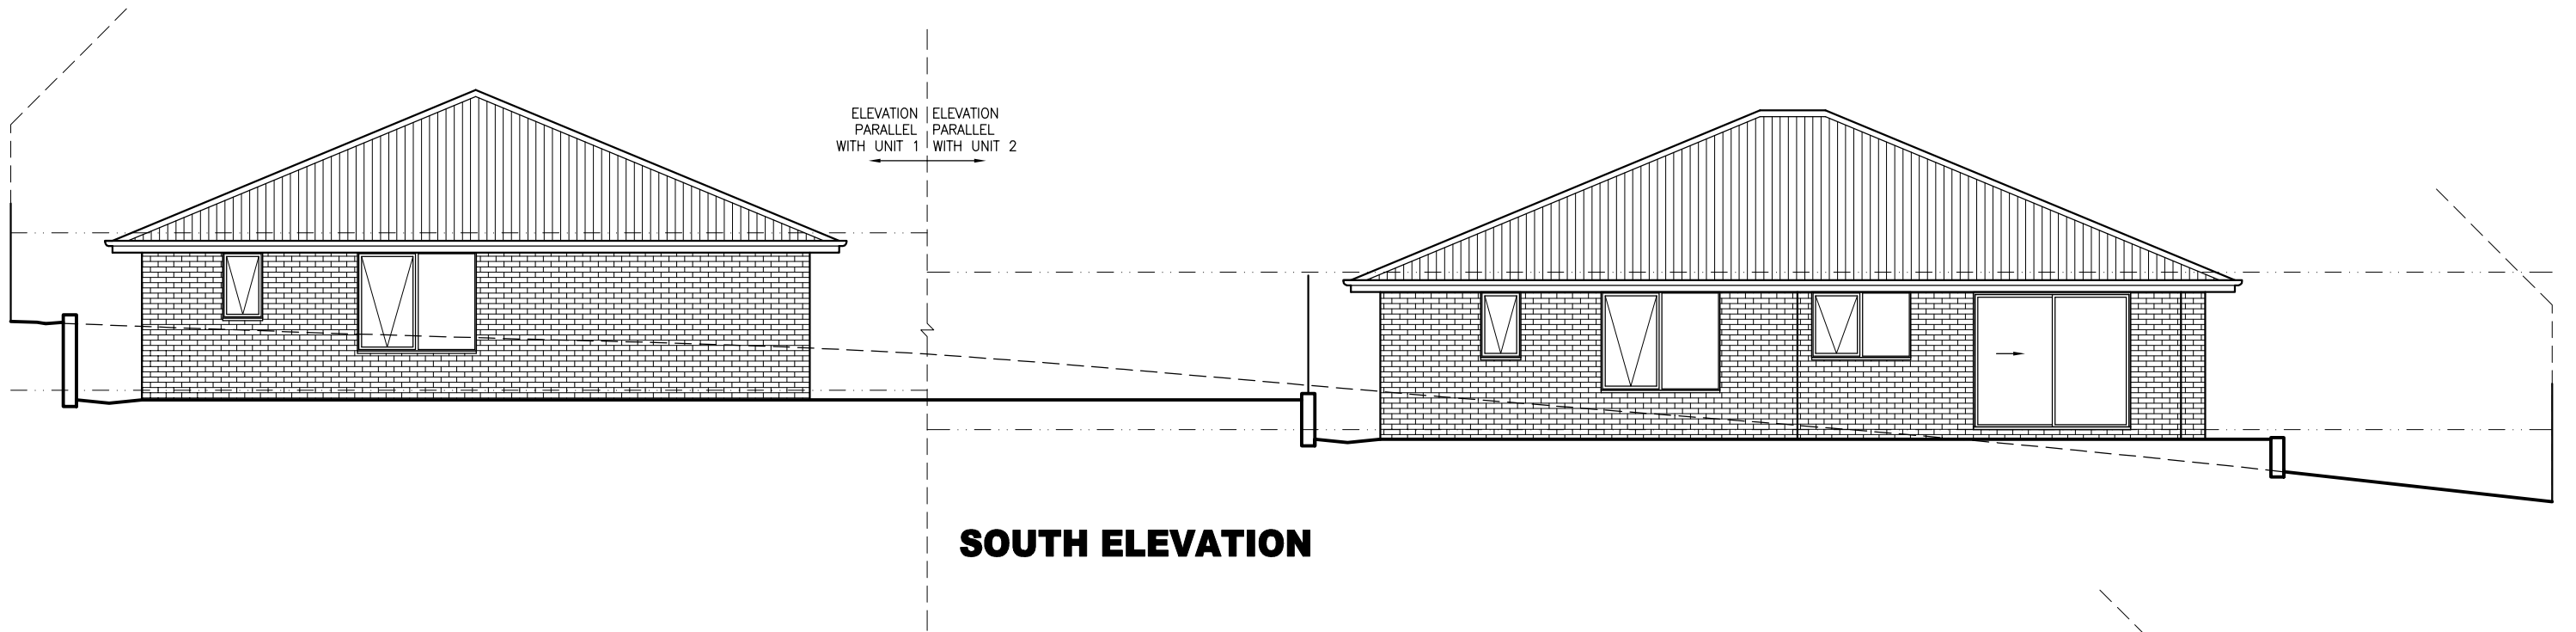 ELEVATION
PARALLEL
WITH UNIT 1
ELEVATION
PARALLEL
WITH UNIT 2
SOUTH ELEVATION